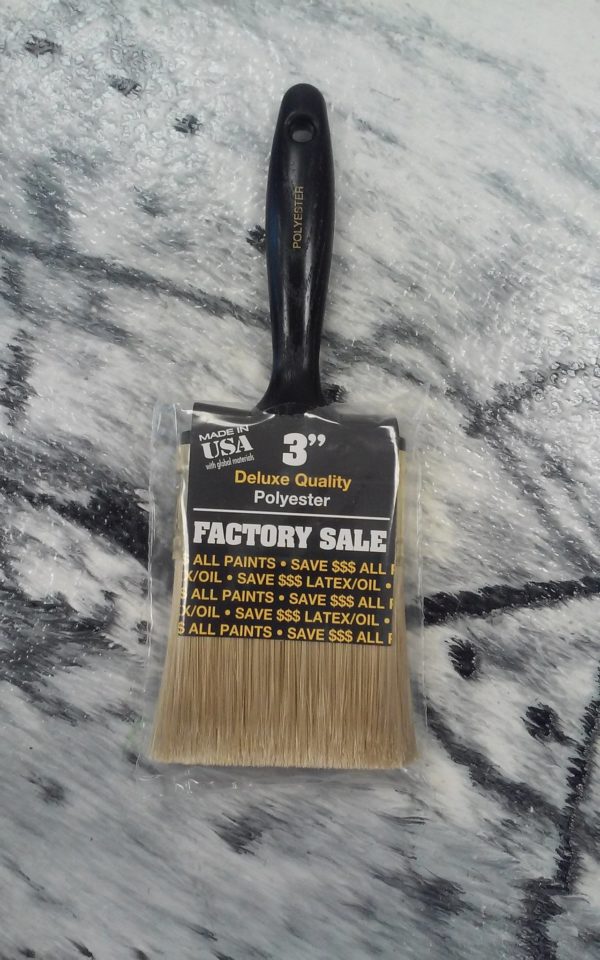 POLYESTER
MADE IN
USA
with global materials
3”
Deluxe Quality
Polyester
FACTORY SALE
ALL PAINTS • SAVE $$$ ALL
X/OIL • SAVE $$$ LATEX/OIL •
$ ALL PAINTS • SAVE $$$ ALL
X/OIL • SAVE $$$ LATEX/OIL •
$ ALL PAINTS • SAVE $$$ ALL